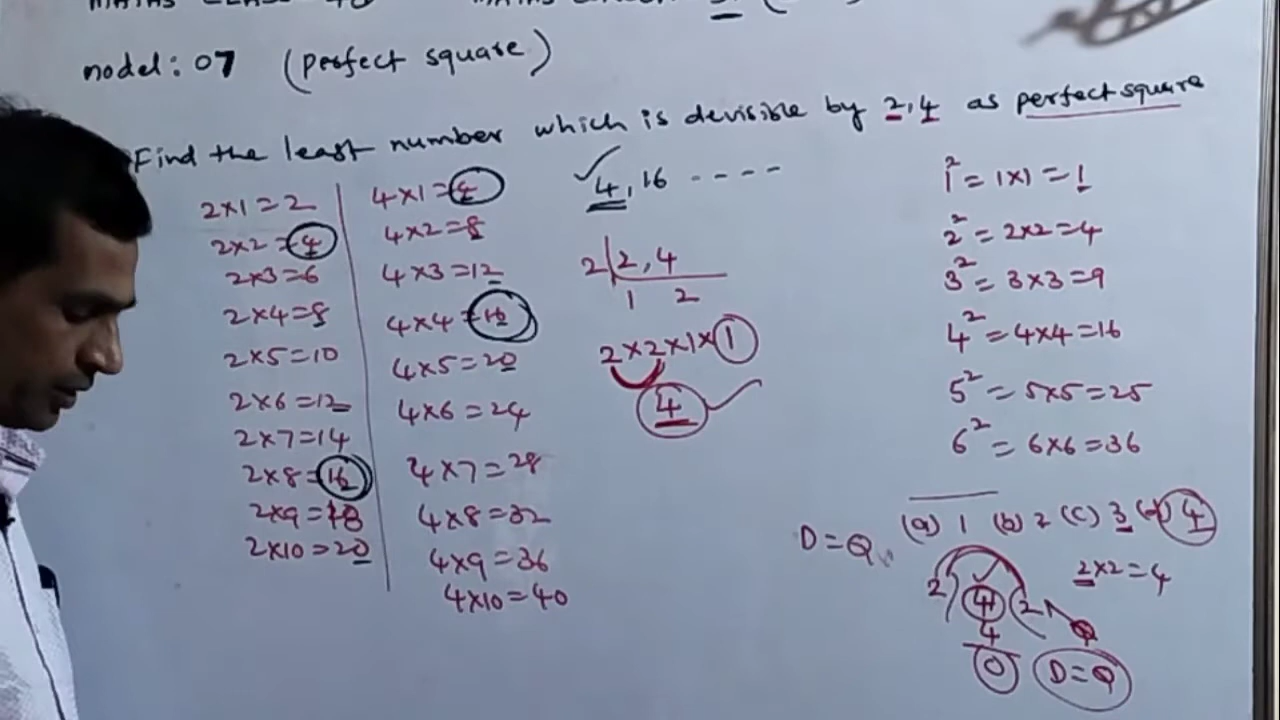 model: 07 (perfect square)
Find the least number which is devisible by 2,4 as perfect square
2×1=2
2×2=4
2×3=6
2×4=8
2×5=10
2×6=12
2×7=14
2×8=16
2×9=18
2×10=20
4×1=4
4×2=8
4×3=12
4×4=16
4×5=20
4×6=24
4×7=28
4×8=32
4×9=36
4×10=40
4,16 ----
2 | 2,4
1 2
2×2×1×1
4
1² = 1×1=1
2² = 2×2=4
3² = 3×3=9
4² = 4×4=16
5² = 5×5=25
6² = 6×6=36
(a) 1 (b) 2 (c) 3 (d) 4
D=Q
2×2=4
2)4(2
4
0
Q
D=Q